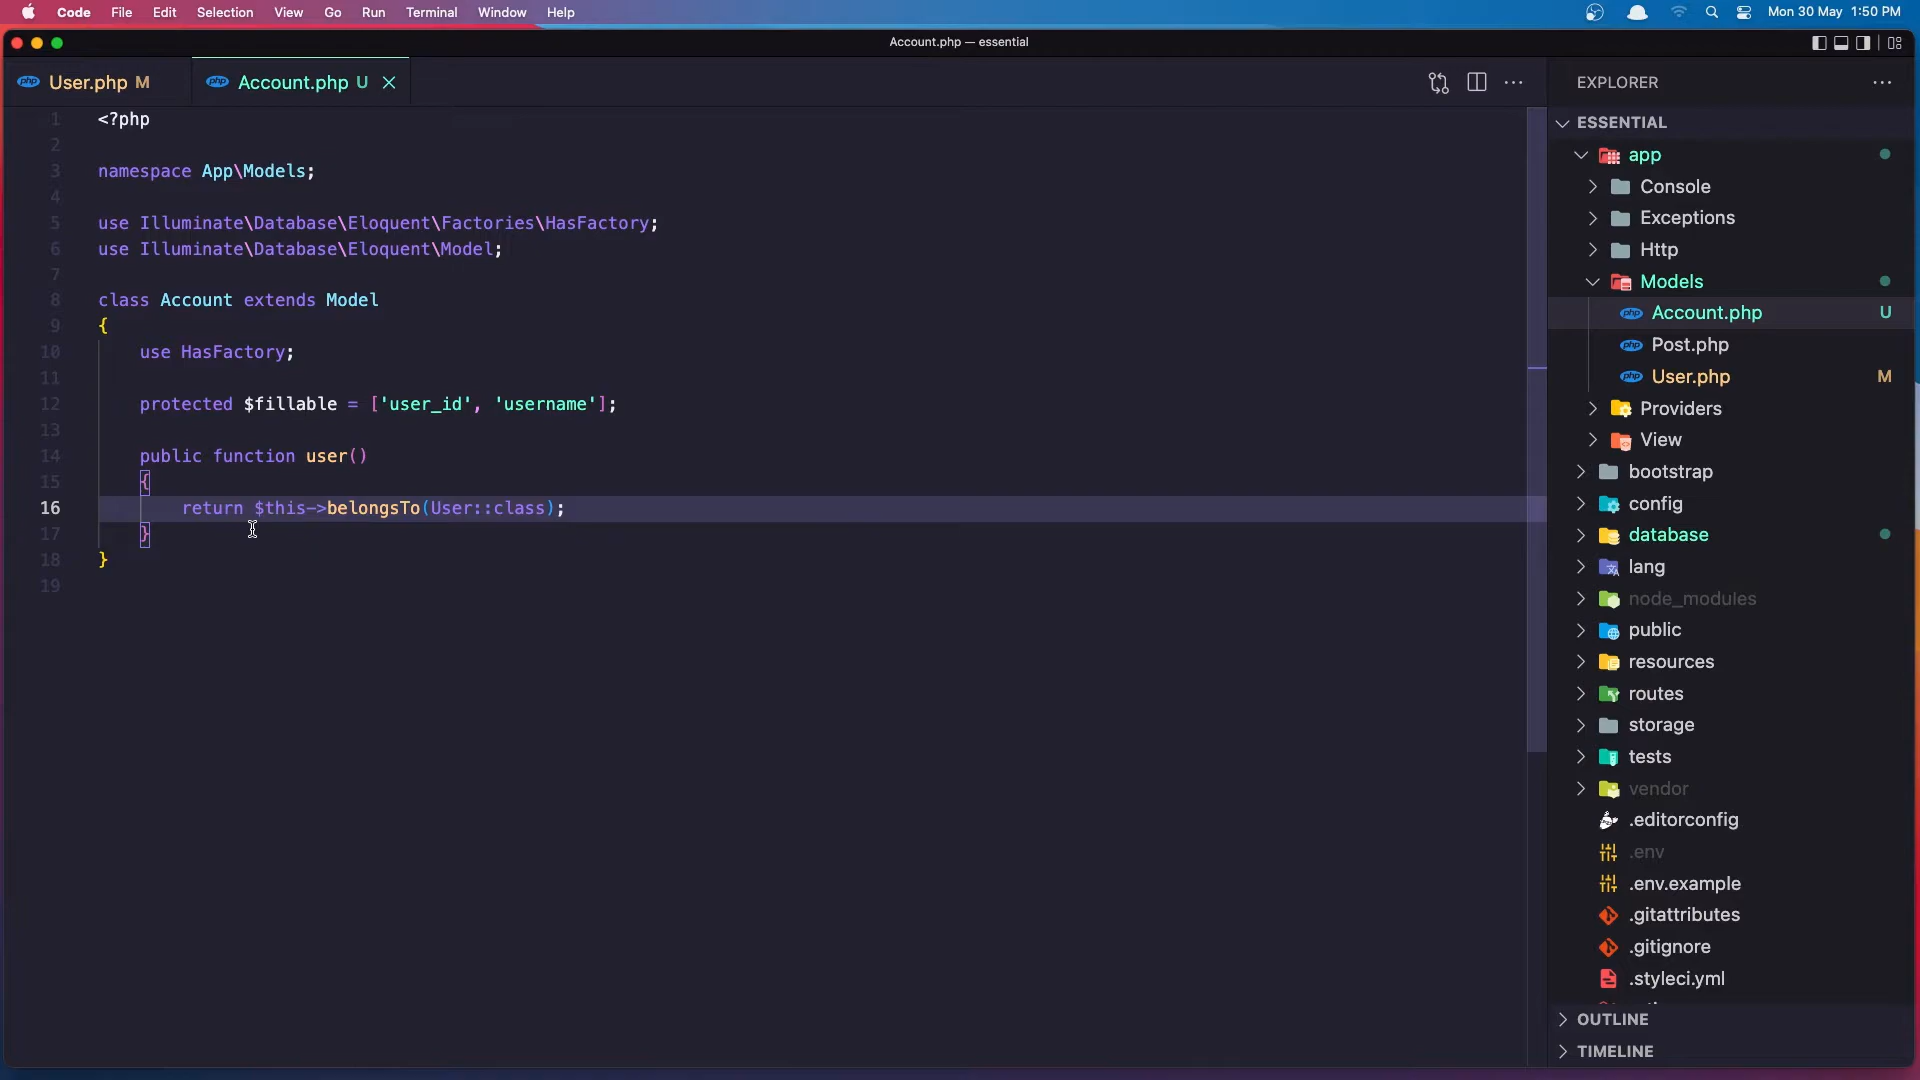 Code File Edit Selection View Go Run Terminal Window Help Mon 30 May 1:50 PM
Account.php — essential
User.php M Account.php U
1 <?php
2
3 namespace App\Models;
4
5 use Illuminate\Database\Eloquent\Factories\HasFactory;
6 use Illuminate\Database\Eloquent\Model;
7
8 class Account extends Model
9 {
10 use HasFactory;
11
12 protected $fillable = ['user_id', 'username'];
13
14 public function user()
15 {
16 return $this->belongsTo(User::class);
17 }
18 }
19
EXPLORER
ESSENTIAL
app
Console
Exceptions
Http
Models
php Account.php U
php Post.php
php User.php M
Providers
View
bootstrap
config
database
lang
node_modules
public
resources
routes
storage
tests
vendor
.editorconfig
.env
.env.example
.gitattributes
.gitignore
.styleci.yml
OUTLINE
TIMELINE